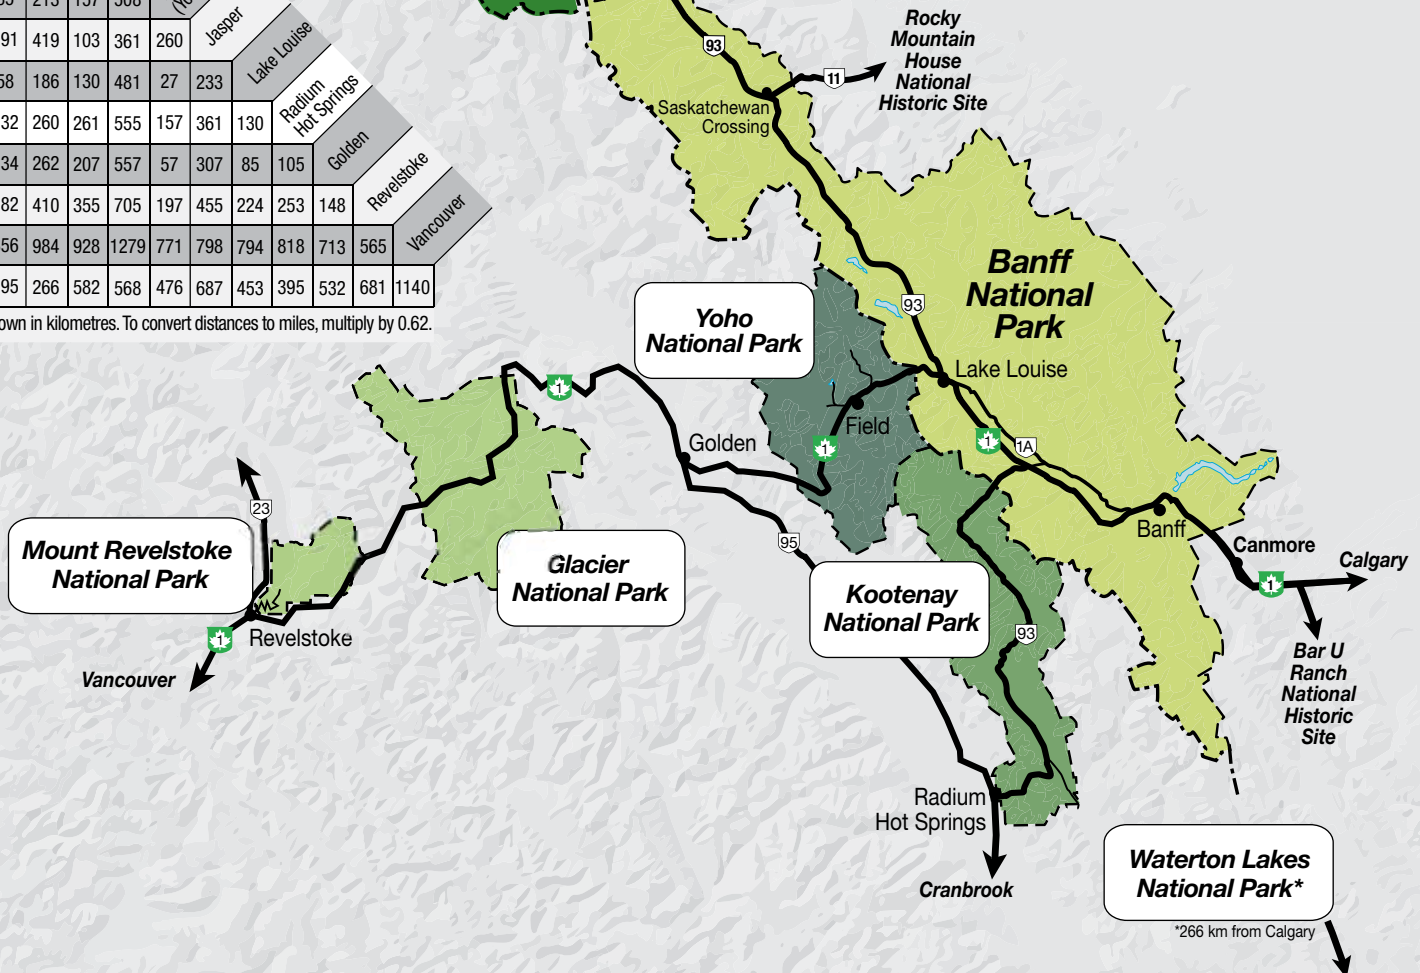 213 157 508
91 419 103 361 260 Jasper
58 186 130 481 27 233 Lake Louise
32 260 261 555 157 361 130 Radium
Hot Springs
34 262 207 557 57 307 85 105 Golden
82 410 355 705 197 455 224 253 148 Revelstoke
56 984 928 1279 771 798 794 818 713 565 Vancouver
95 266 582 568 476 687 453 395 532 681 1140
own in kilometres. To convert distances to miles, multiply by 0.62.
93
11
Rocky
Mountain
House
National
Historic Site
Saskatchewan
Crossing
Banff
National
Park
93
Yoho
National Park
Lake Louise
1
Field
1
1
1A
Golden
Banff
23
95
Canmore
Calgary
1
Mount Revelstoke
National Park
Glacier
National Park
Kootenay
National Park
93
Revelstoke
1
Vancouver
Bar U
Ranch
National
Historic
Site
Radium
Hot Springs
Cranbrook
Waterton Lakes
National Park*
*266 km from Calgary